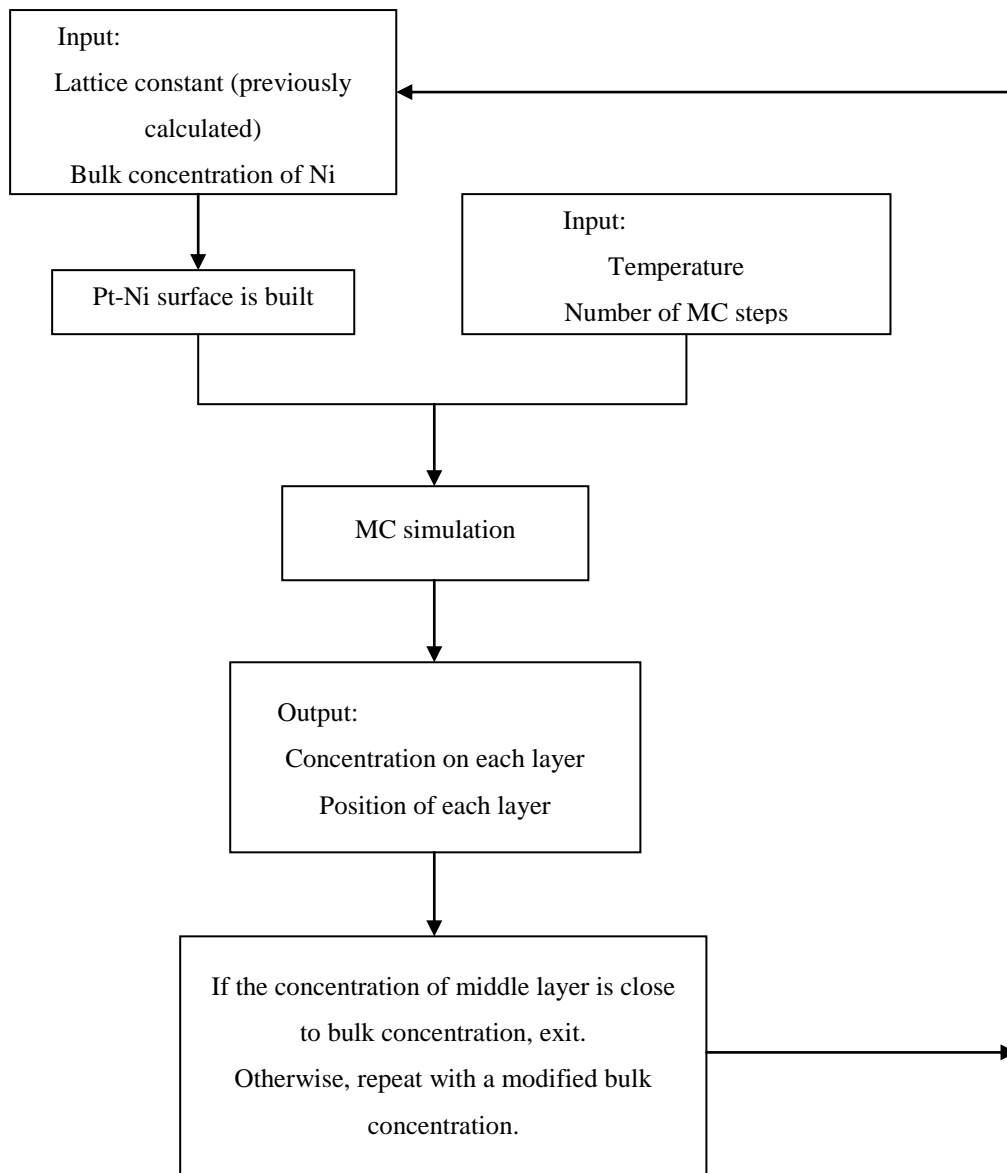 Input:
Lattice constant (previously
calculated)
Bulk concentration of Ni
Input:
Temperature
Number of MC steps
Pt-Ni surface is built
MC simulation
Output:
Concentration on each layer
Position of each layer
If the concentration of middle layer is close
to bulk concentration, exit.
Otherwise, repeat with a modified bulk
concentration.